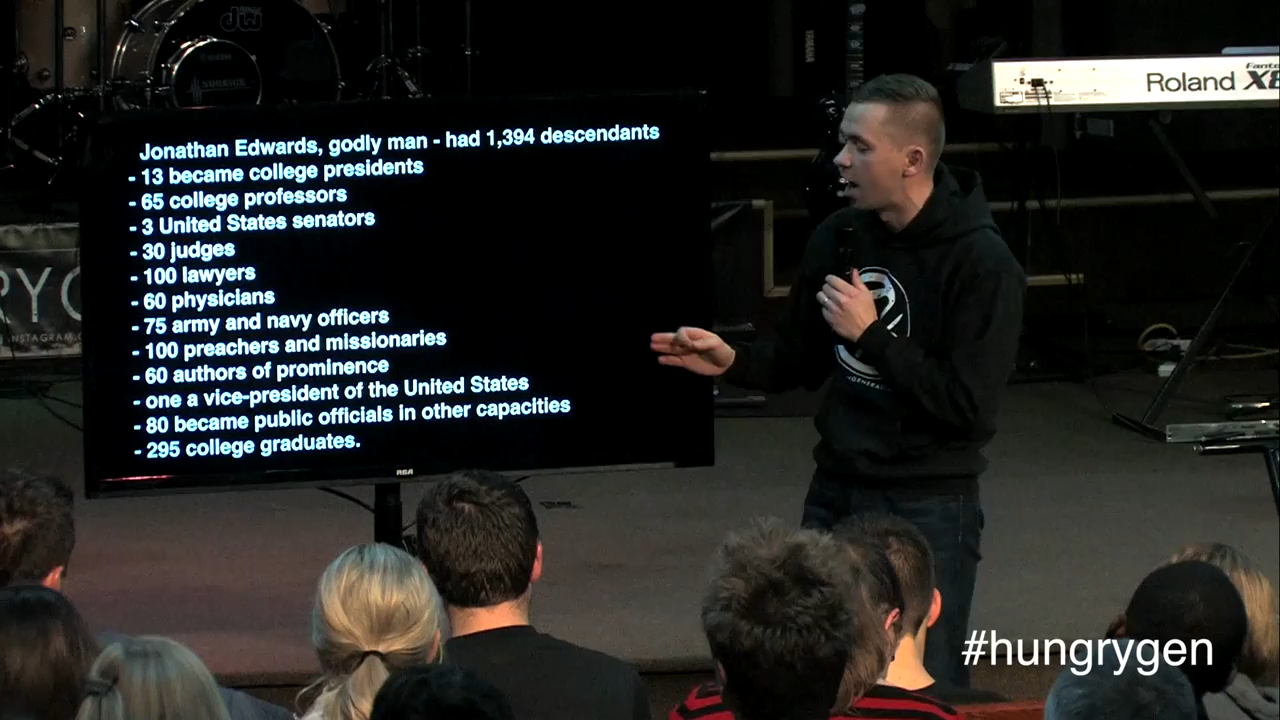 dw
Roland
Jonathan Edwards, godly man - had 1,394 descendants
- 13 became college presidents
- 65 college professors
- 3 United States senators
- 30 judges
- 100 lawyers
- 60 physicians
- 75 army and navy officers
- 100 preachers and missionaries
- 60 authors of prominence
- one a vice-president of the United States
- 80 became public officials in other capacities
- 295 college graduates.
RCA
#hungrygen